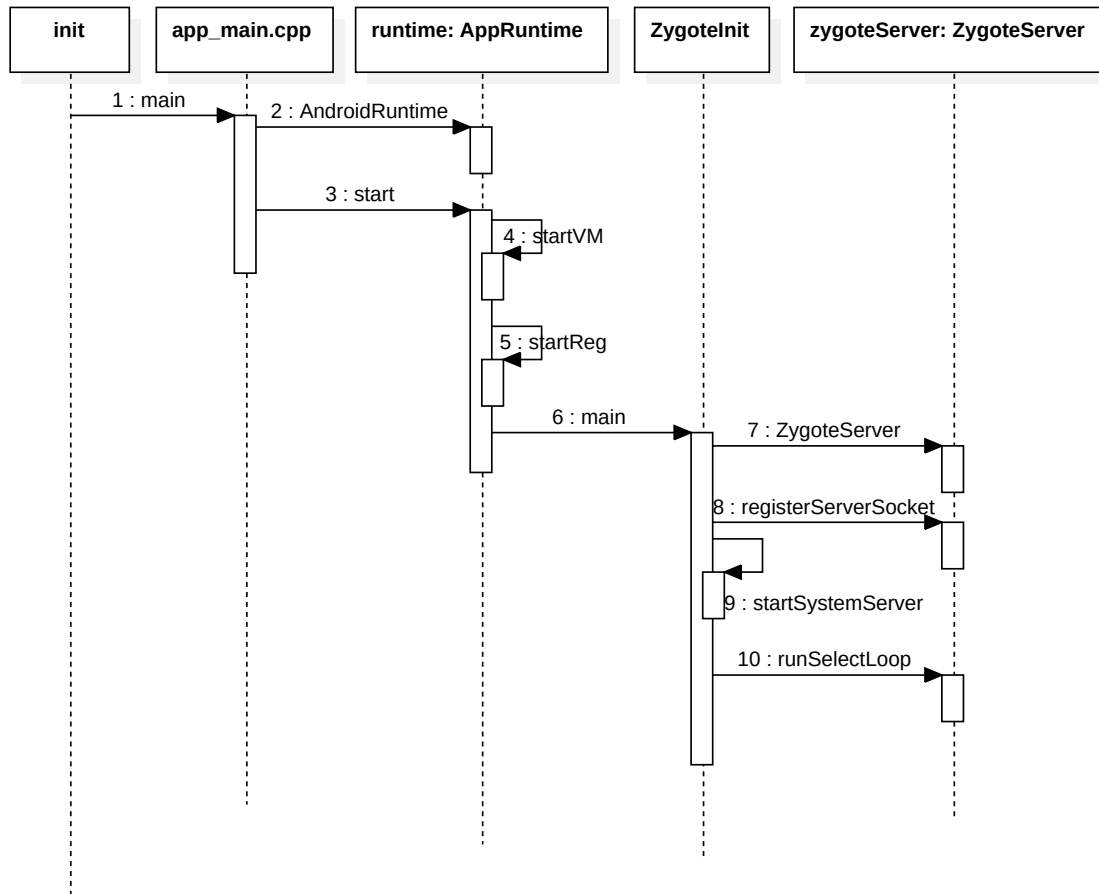 init
app_main.cpp
runtime: AppRuntime
ZygoteInit
zygoteServer: ZygoteServer
1 : main
2 : AndroidRuntime
3 : start
4 : startVM
5 : startReg
6 : main
7 : ZygoteServer
8 : registerServerSocket
9 : startSystemServer
10 : runSelectLoop